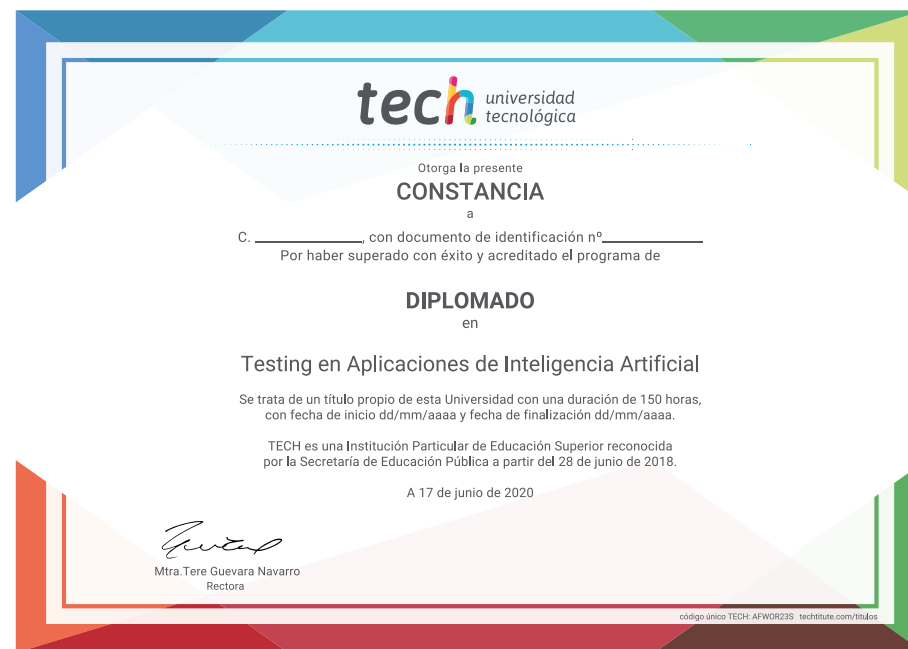 tech universidad
tecnológica
Otorga la presente
CONSTANCIA
a
C. ____________, con documento de identificación nº____________
Por haber superado con éxito y acreditado el programa de
DIPLOMADO
en
Testing en Aplicaciones de Inteligencia Artificial
Se trata de un título propio de esta Universidad con una duración de 150 horas,
con fecha de inicio dd/mm/aaaa y fecha de finalización dd/mm/aaaa.
TECH es una Institución Particular de Educación Superior reconocida
por la Secretaría de Educación Pública a partir del 28 de junio de 2018.
A 17 de junio de 2020
Mtra.Tere Guevara Navarro
Rectora
código único TECH: AFWOR23S techtitute.com/titulos